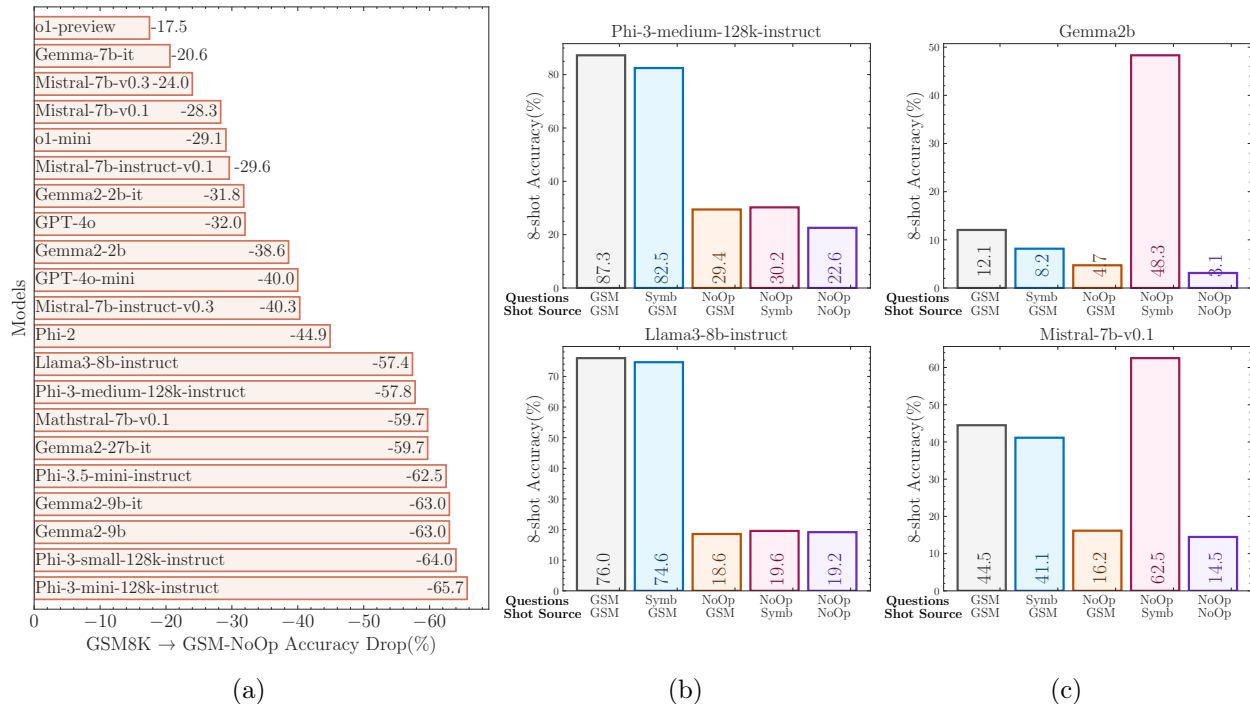 o1-preview -17.5
Gemma-7b-it -20.6
Mistral-7b-v0.3 -24.0
Mistral-7b-v0.1 -28.3
o1-mini -29.1
Mistral-7b-instruct-v0.1 -29.6
Gemma2-2b-it -31.8
GPT-4o -32.0
Gemma2-2b -38.6
GPT-4o-mini -40.0
Mistral-7b-instruct-v0.3 -40.3
Phi-2 -44.9
Llama3-8b-instruct -57.4
Phi-3-medium-128k-instruct -57.8
Mathstral-7b-v0.1 -59.7
Gemma2-27b-it -59.7
Phi-3.5-mini-instruct -62.5
Gemma2-9b-it -63.0
Gemma2-9b -63.0
Phi-3-small-128k-instruct -64.0
Phi-3-mini-128k-instruct -65.7
Models
0 −10 −20 −30 −40 −50 −60
GSM8K → GSM-NoOp Accuracy Drop(%)
(a)
Phi-3-medium-128k-instruct
8-shot Accuracy(%)
80
60
40
20
0
87.3 82.5 29.4 30.2 22.6
Questions GSM Symb NoOp NoOp NoOp
Shot Source GSM GSM GSM Symb NoOp
Llama3-8b-instruct
8-shot Accuracy(%)
70
60
50
40
30
20
10
0
76.0 74.6 18.6 19.6 19.2
Questions GSM Symb NoOp NoOp NoOp
Shot Source GSM GSM GSM Symb NoOp
(b)
Gemma2b
8-shot Accuracy(%)
50
40
30
20
10
0
12.1 8.2 4.7 48.3 3.1
Questions GSM Symb NoOp NoOp NoOp
Shot Source GSM GSM GSM Symb NoOp
Mistral-7b-v0.1
8-shot Accuracy(%)
60
50
40
30
20
10
0
44.5 41.1 16.2 62.5 14.5
Questions GSM Symb NoOp NoOp NoOp
Shot Source GSM GSM GSM Symb NoOp
(c)